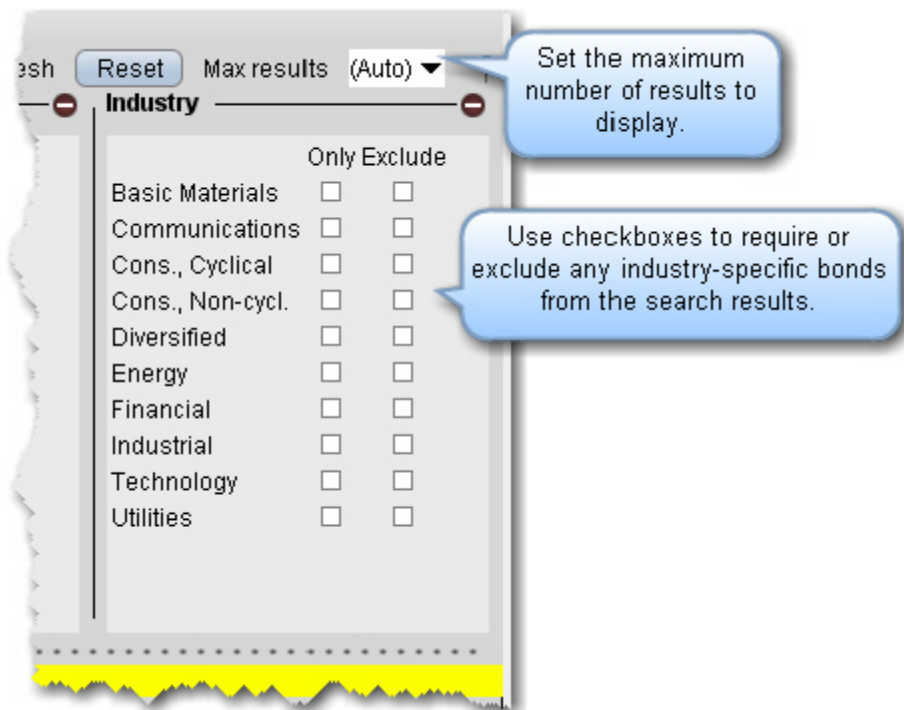 esh Reset Max results (Auto)
Set the maximum
number of results to
display.
Industry
Only Exclude
Basic Materials
Communications
Cons., Cyclical
Cons., Non-cycl.
Diversified
Energy
Financial
Industrial
Technology
Utilities
Use checkboxes to require or
exclude any industry-specific bonds
from the search results.